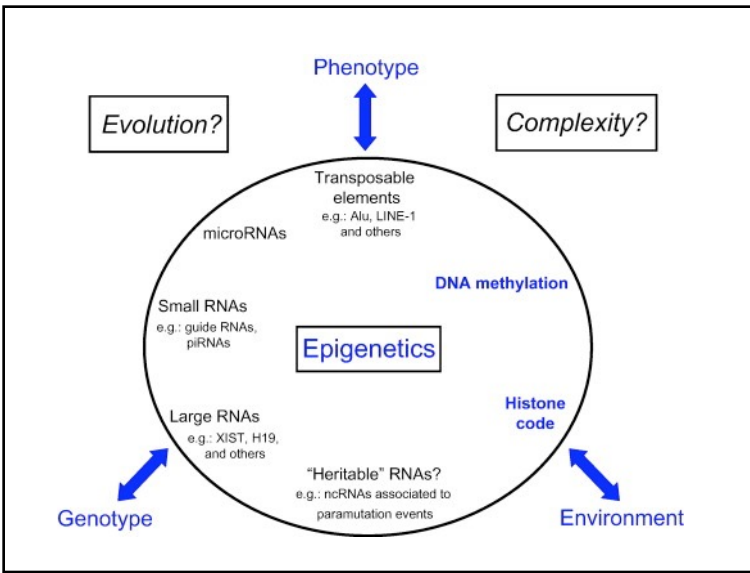 Phenotype
Evolution?
Complexity?
Transposable
elements
e.g.: Alu, LINE-1
and others
microRNAs
DNA methylation
Small RNAs
e.g.: guide RNAs,
piRNAs
Epigenetics
Large RNAs
e.g.: XIST, H19,
and others
Histone
code
“Heritable” RNAs?
e.g.: ncRNAs associated to
paramutation events
Genotype
Environment